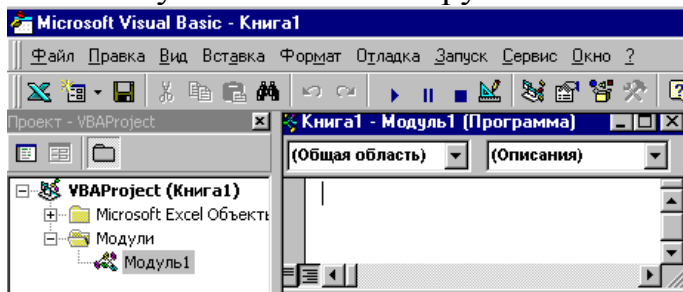 Microsoft Visual Basic - Книга1
Файл Правка Вид Вставка Формат Отладка Запуск Сервис Окно ?
Проект - VBAProject
Книга1 - Модуль1 (Программа)
(Общая область) (Описания)
VBAProject (Книга1)
Microsoft Excel Объекты
Модули
Модуль1